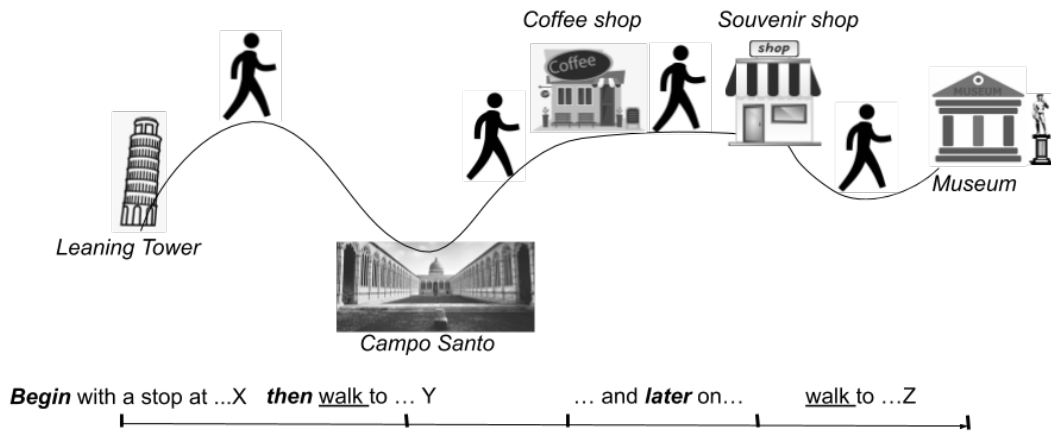 Coffee shop
Souvenir shop
Coffee
shop
MUSEUM
Museum
Leaning Tower
Campo Santo
Begin with a stop at ...X then walk to … Y … and later on… walk to …Z